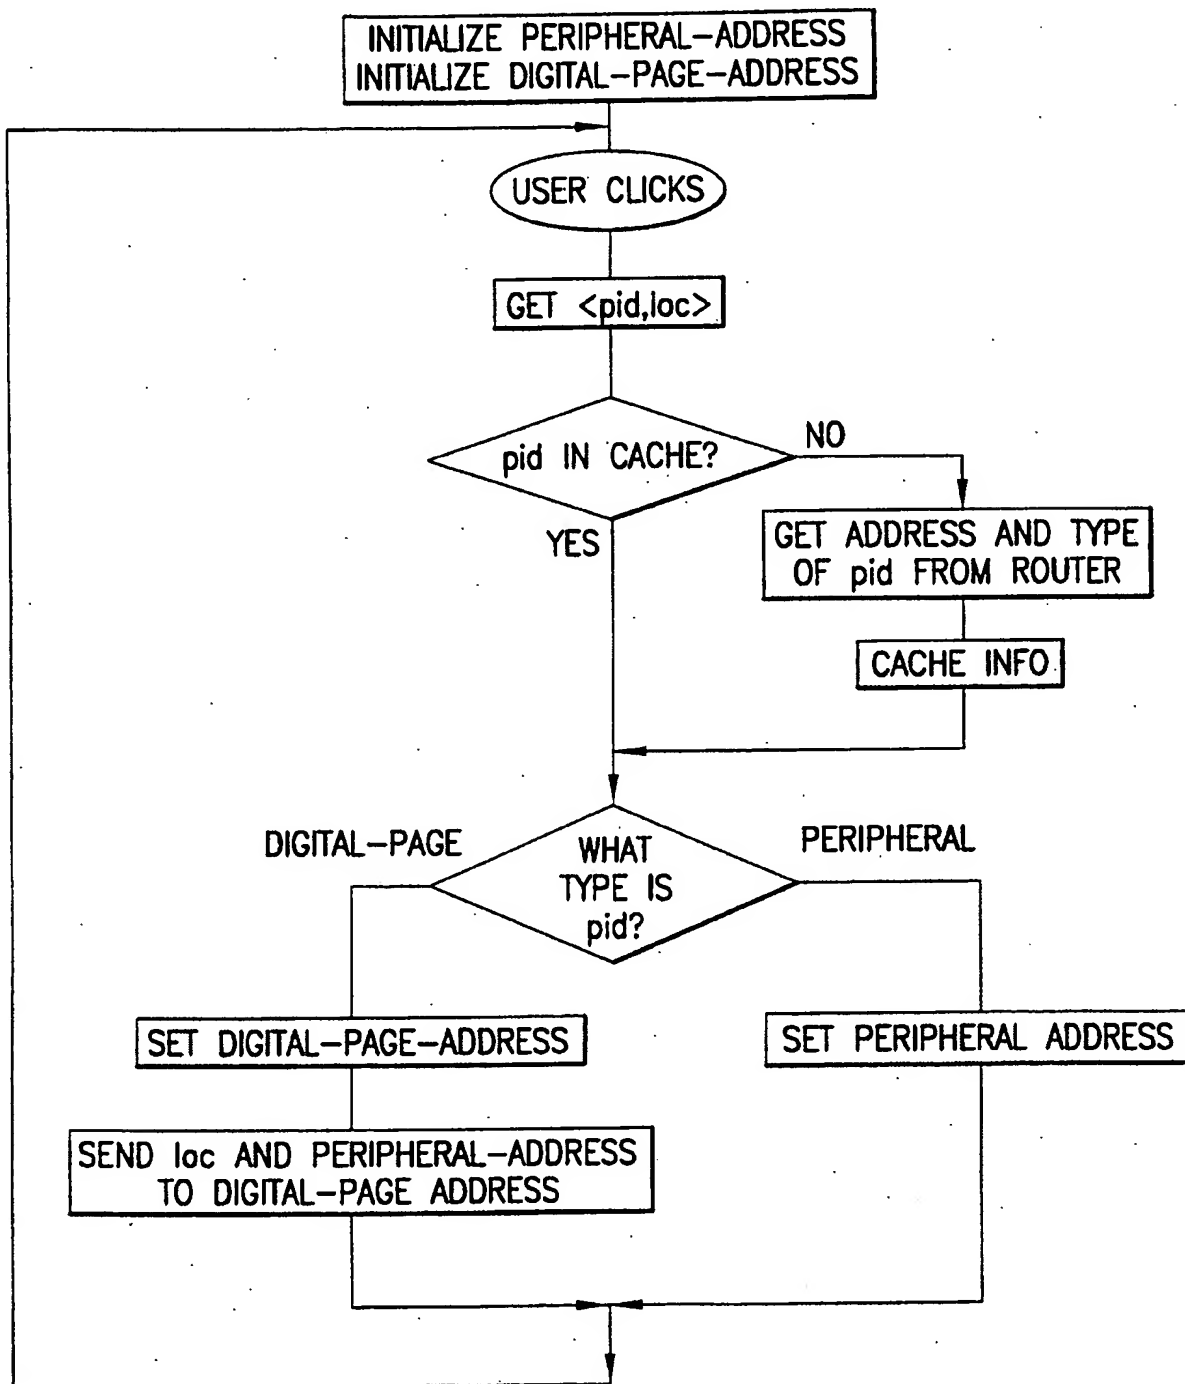 INITIALIZE PERIPHERAL-ADDRESS
INITIALIZE DIGITAL-PAGE-ADDRESS
USER CLICKS
GET <pid,loc>
pid IN CACHE?
NO
YES
GET ADDRESS AND TYPE
OF pid FROM ROUTER
CACHE INFO
DIGITAL-PAGE
WHAT
TYPE IS
pid?
PERIPHERAL
SET DIGITAL-PAGE-ADDRESS
SET PERIPHERAL ADDRESS
SEND loc AND PERIPHERAL-ADDRESS
TO DIGITAL-PAGE ADDRESS